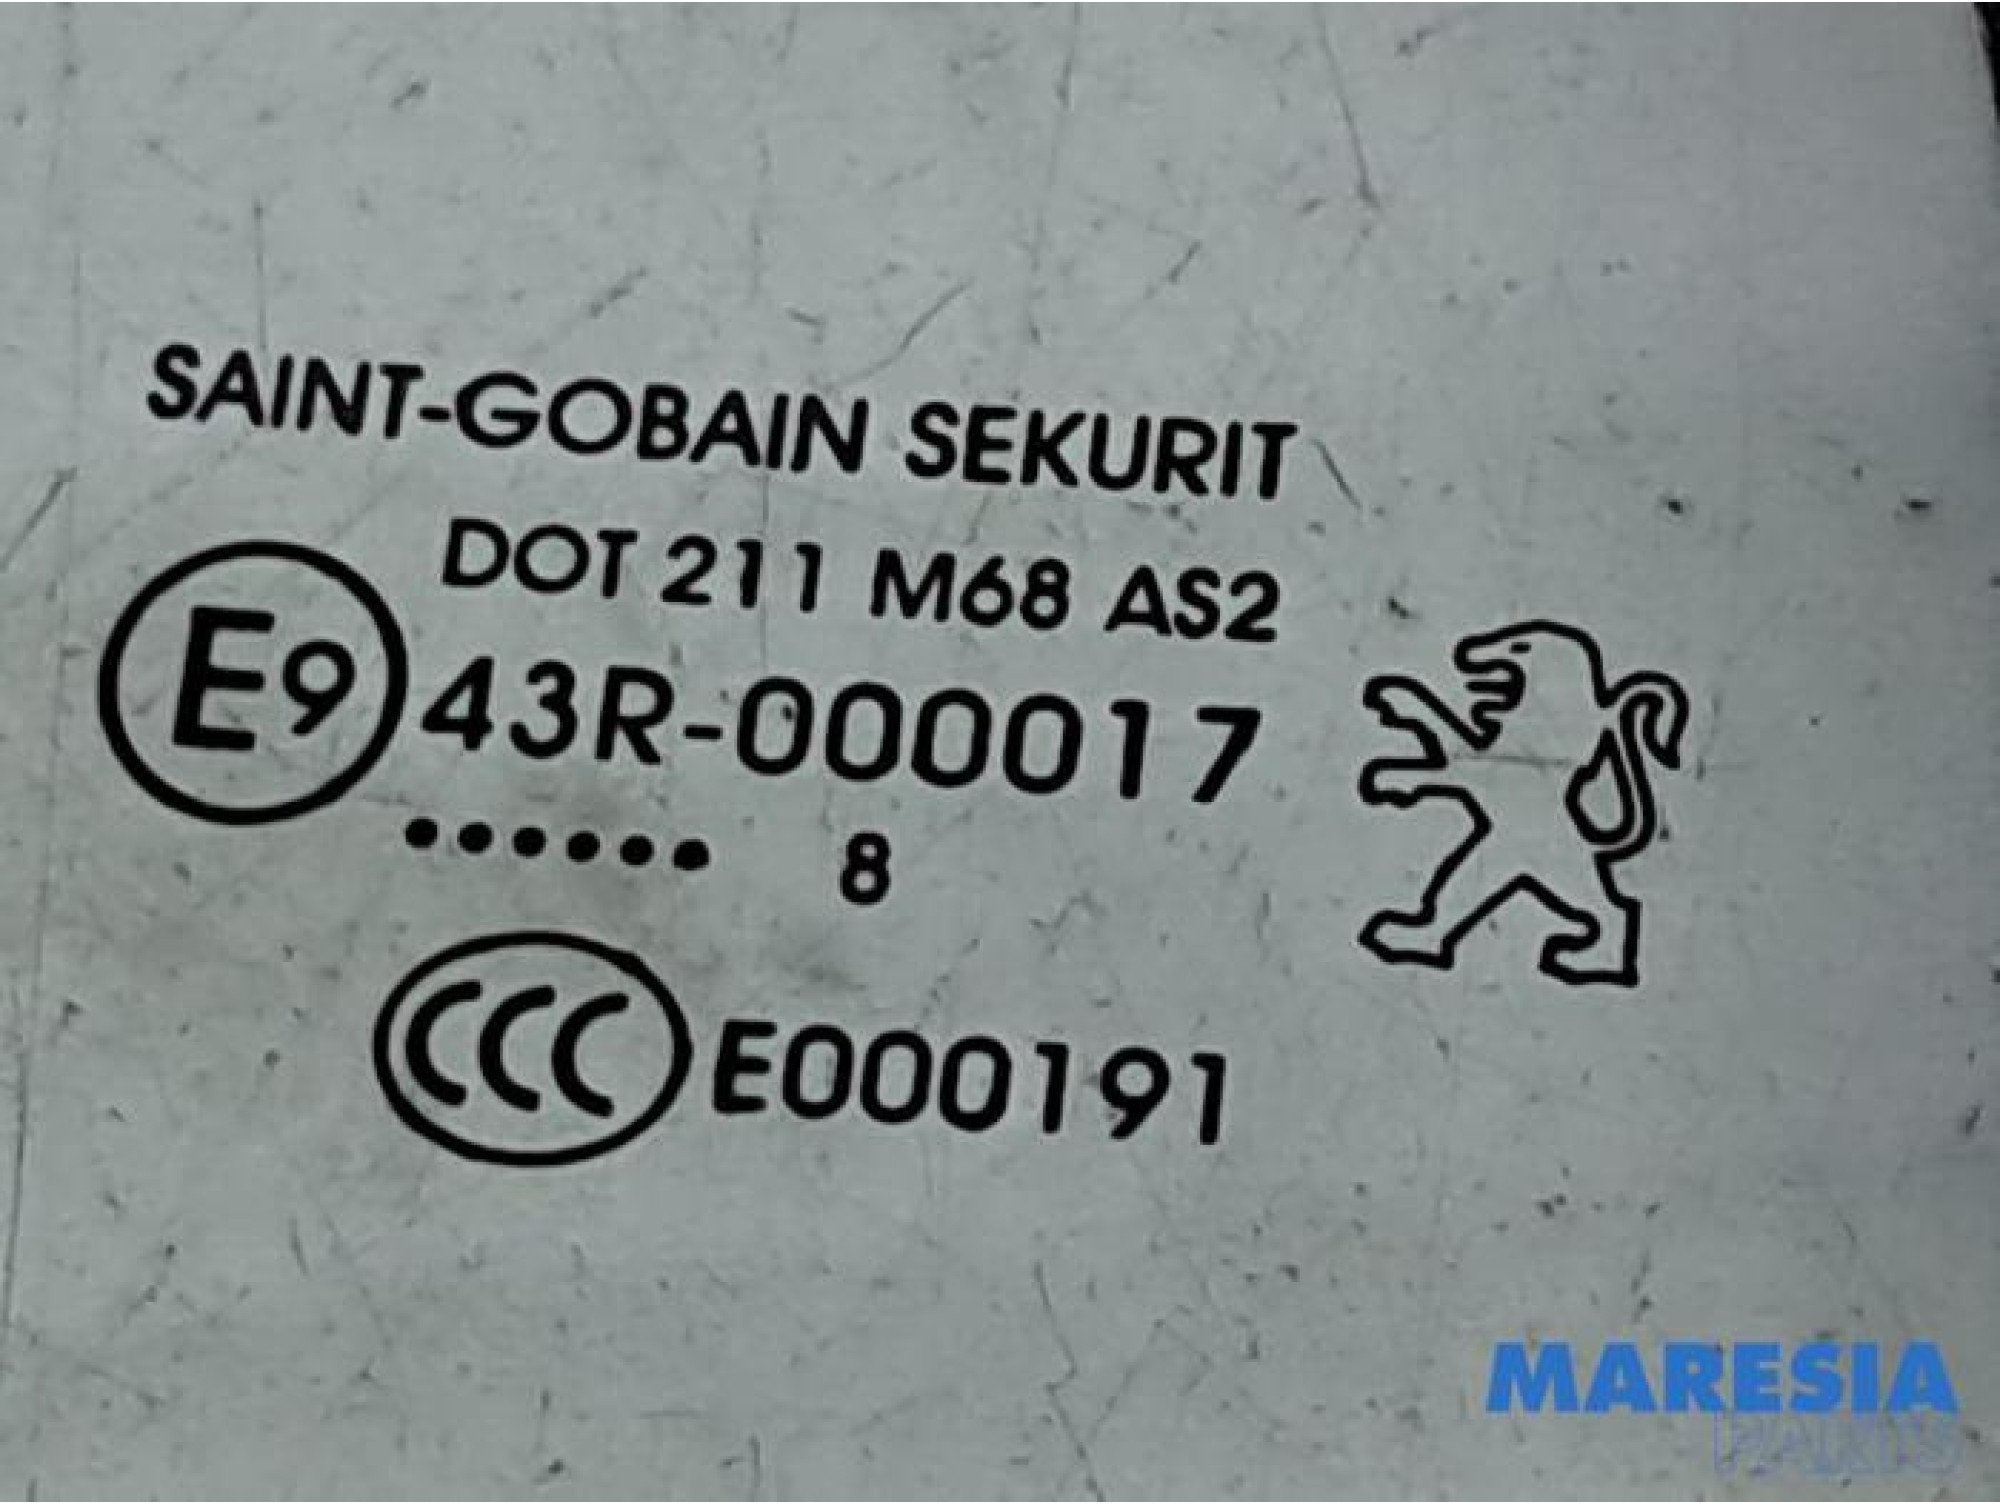 SAINT-GOBAIN SEKURIT
DOT 211 M68 AS2
E9 43R-000017
...... 8
CCC E000191
MARESIA
PARTS